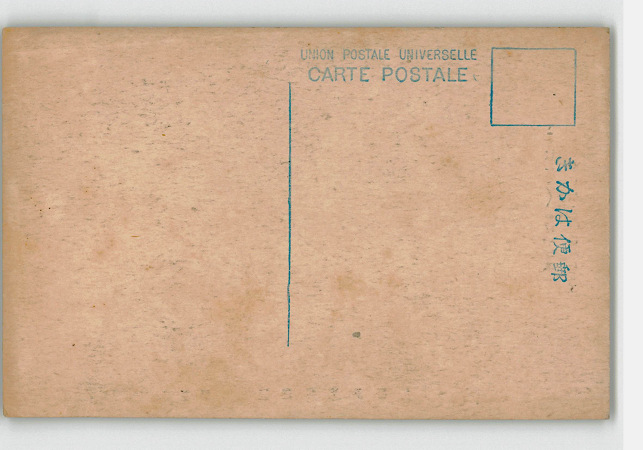 UNION POSTALE UNIVERSELLE
CARTE POSTALE
きかは便郵